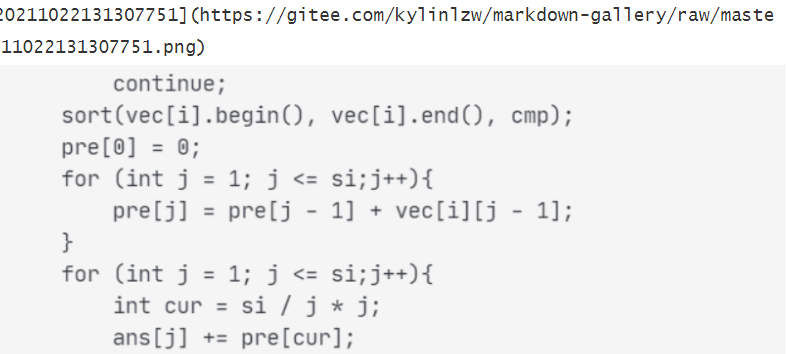 20211022131307751](https://gitee.com/kylinlzw/markdown-gallery/raw/maste
11022131307751.png)
continue;
sort(vec[i].begin(), vec[i].end(), cmp);
pre[0] = 0;
for (int j = 1; j <= si;j++){
pre[j] = pre[j - 1] + vec[i][j - 1];
}
for (int j = 1; j <= si;j++){
int cur = si / j * j;
ans[j] += pre[cur];